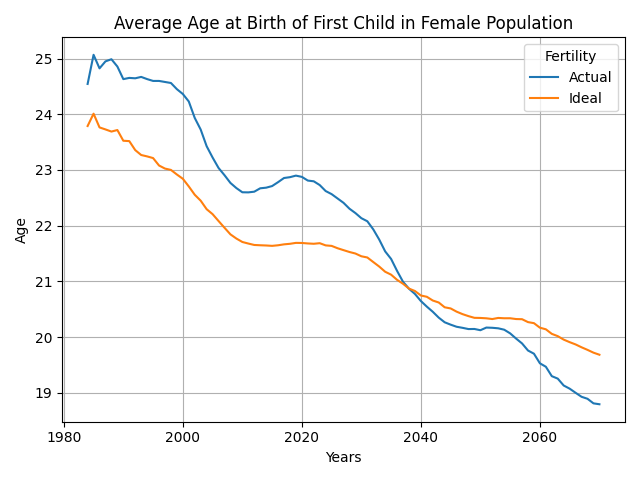 Average Age at Birth of First Child in Female Population
Fertility
Actual
Ideal
Age
25
24
23
22
21
20
19
1980
2000
2020
2040
2060
Years